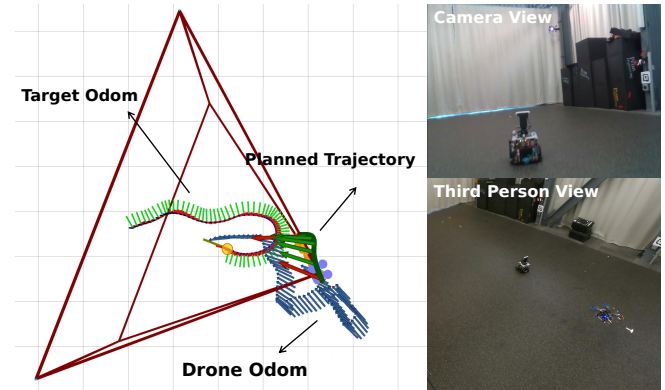 Camera View
Target Odom
Planned Trajectory
Third Person View
Drone Odom